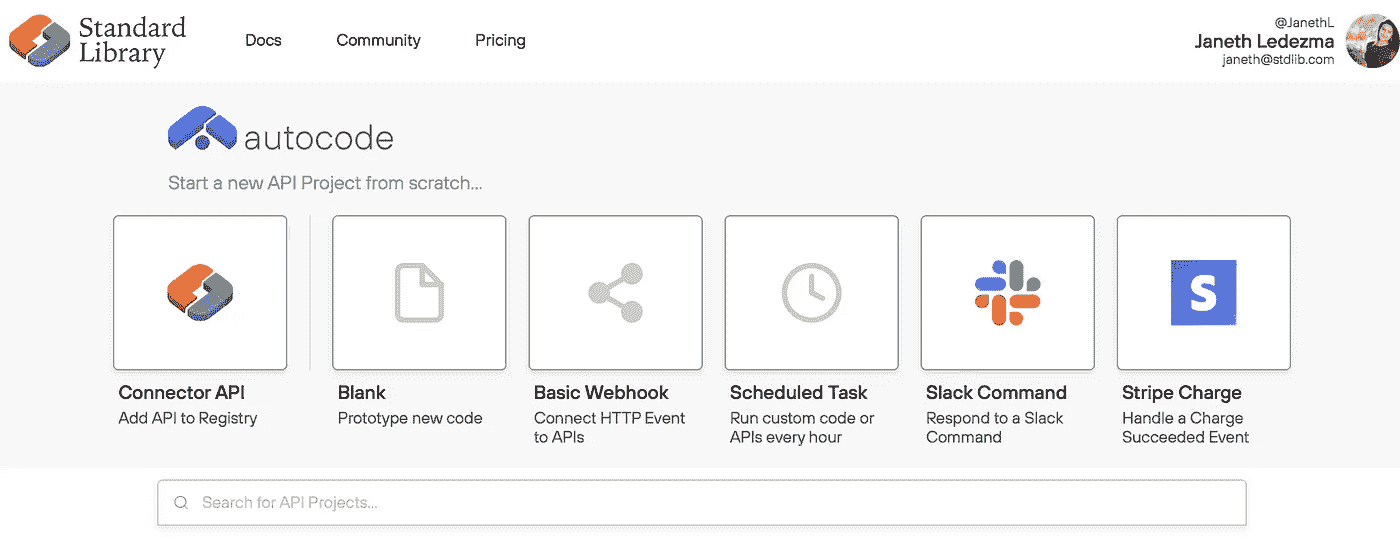 Standard
Library
Docs
Community
Pricing
@JanethL
Janeth Ledezma
janeth@stdlib.com
autocode
Start a new API Project from scratch...
Connector API
Add API to Registry
Blank
Prototype new code
Basic Webhook
Connect HTTP Event
to APIs
Scheduled Task
Run custom code or
APIs every hour
Slack Command
Respond to a Slack
Command
S
Stripe Charge
Handle a Charge
Succeeded Event
Search for API Projects...